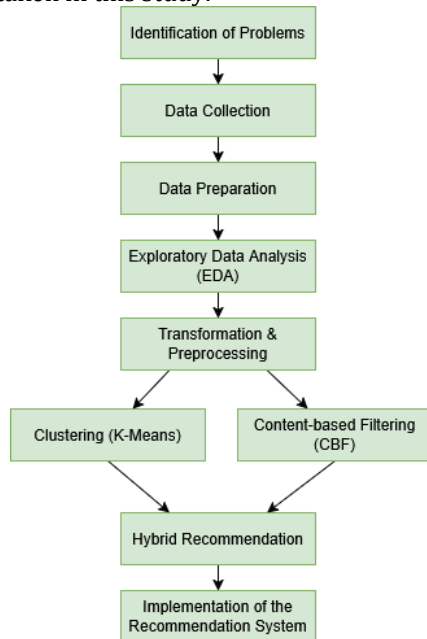 Identification of Problems
Data Collection
Data Preparation
Exploratory Data Analysis
(EDA)
Transformation &
Preprocessing
Clustering (K-Means)
Content-based Filtering
(CBF)
Hybrid Recommendation
Implementation of the
Recommendation System